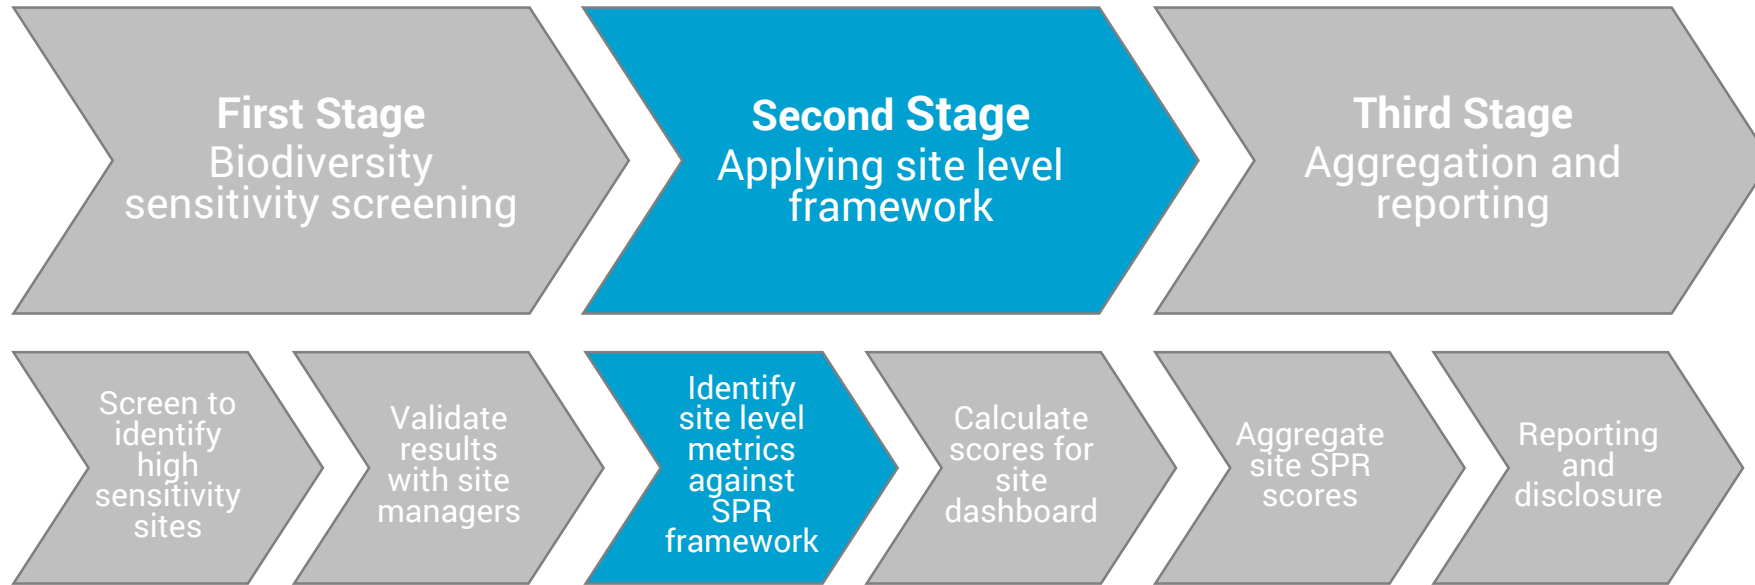 First Stage
Biodiversity
sensitivity screening
Second Stage
Applying site level
framework
Third Stage
Aggregation and
reporting
Screen to
identify
high
sensitivity
sites
Validate
results
with site
managers
Identify
site level
metrics
against
SPR
framework
Calculate
scores for
site
dashboard
Aggregate
site SPR
scores
Reporting
and
disclosure